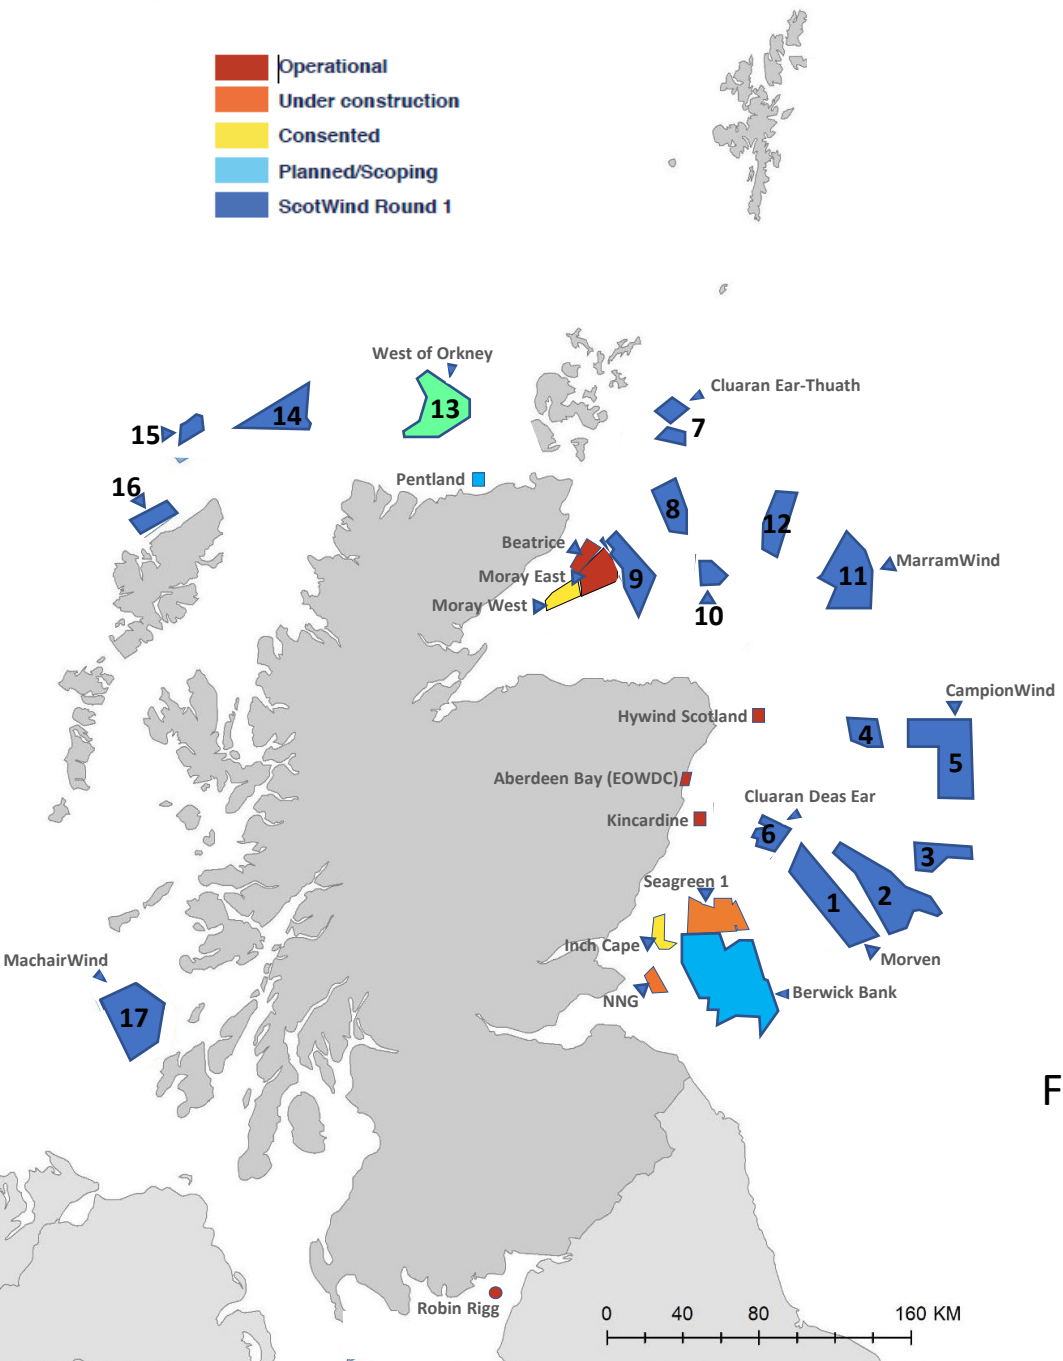 Operational
Under construction
Consented
Planned/Scoping
ScotWind Round 1
West of Orkney
Cluaran Ear-Thuath
13
14
15
7
Pentland
16
8
12
Beatrice
MarramWind
Moray East
9
11
Moray West
10
CampionWind
Hywind Scotland
4
5
Aberdeen Bay (EOWDC)
Cluaran Deas Ear
Kincardine
6
3
Seagreen 1
2
1
Inch Cape
Morven
MachairWind
NNG
Berwick Bank
17
F
Robin Rigg
0 40 80 160 KM